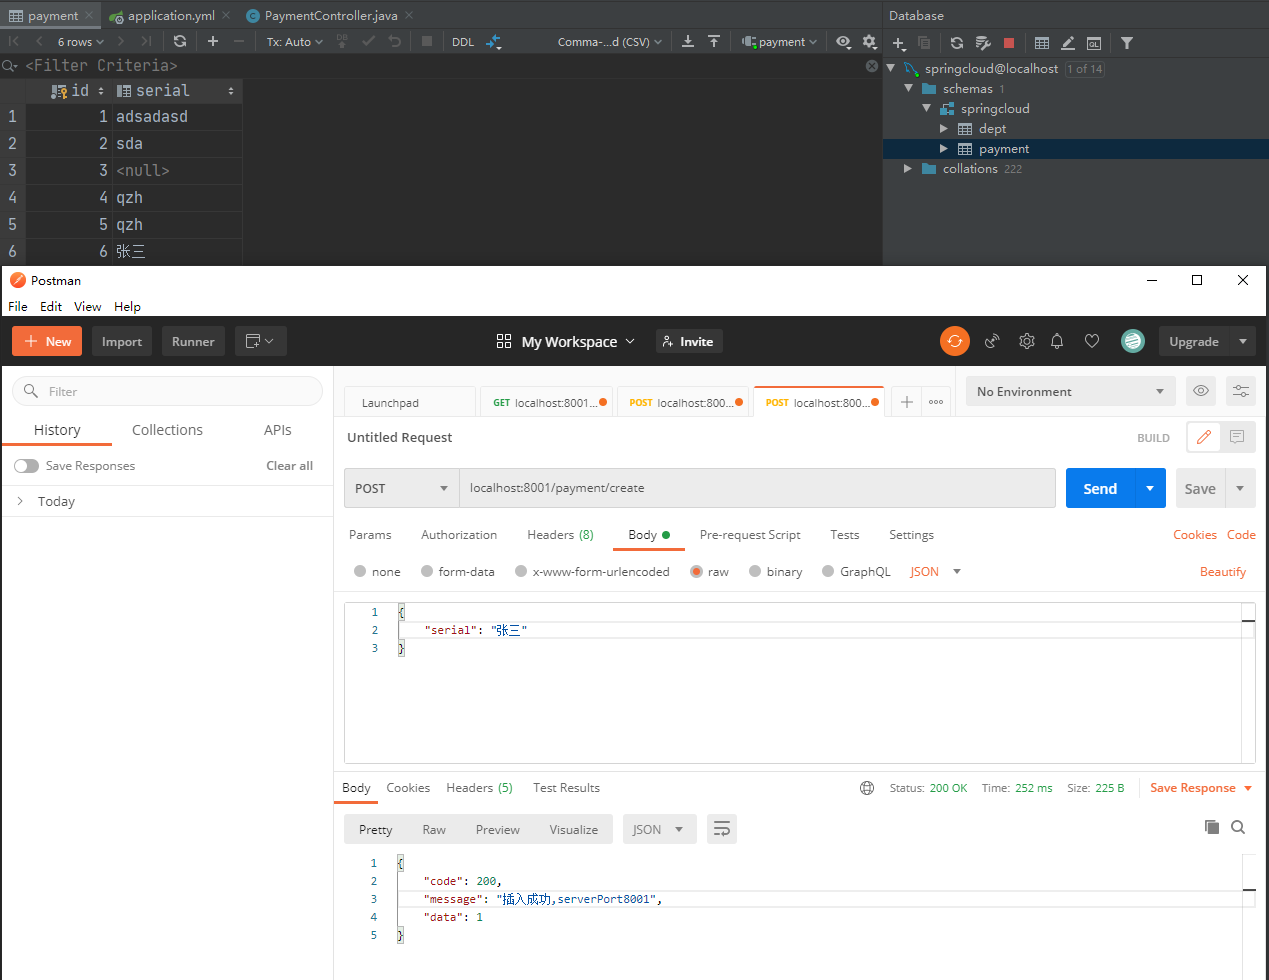 payment
application.yml
PaymentController.java
Database
6 rows
Tx: Auto
DB
DDL
Comma-...d (CSV)
payment
QL
<Filter Criteria>
springcloud@localhost 1 of 14
id serial
schemas 1
springcloud
1 1 adsadasd
dept
2 2 sda
payment
3 3 <null>
collations 222
4 4 qzh
5 5 qzh
6 6 张三
Postman
File Edit View Help
New Import Runner
My Workspace Invite
Upgrade
Filter
Launchpad
GET localhost:8001...
POST localhost:800...
POST localhost:800...
No Environment
History Collections APIs
Untitled Request
BUILD
Save Responses Clear all
Today
POST localhost:8001/payment/create
Send Save
Params Authorization Headers (8) Body Pre-request Script Tests Settings Cookies Code
none form-data x-www-form-urlencoded raw binary GraphQL JSON Beautify
1 {
2 "serial": "张三"
3 }
Body Cookies Headers (5) Test Results Status: 200 OK Time: 252 ms Size: 225 B Save Response
Pretty Raw Preview Visualize JSON
1 {
2 "code": 200,
3 "message": "插入成功,serverPort8001",
4 "data": 1
5 }